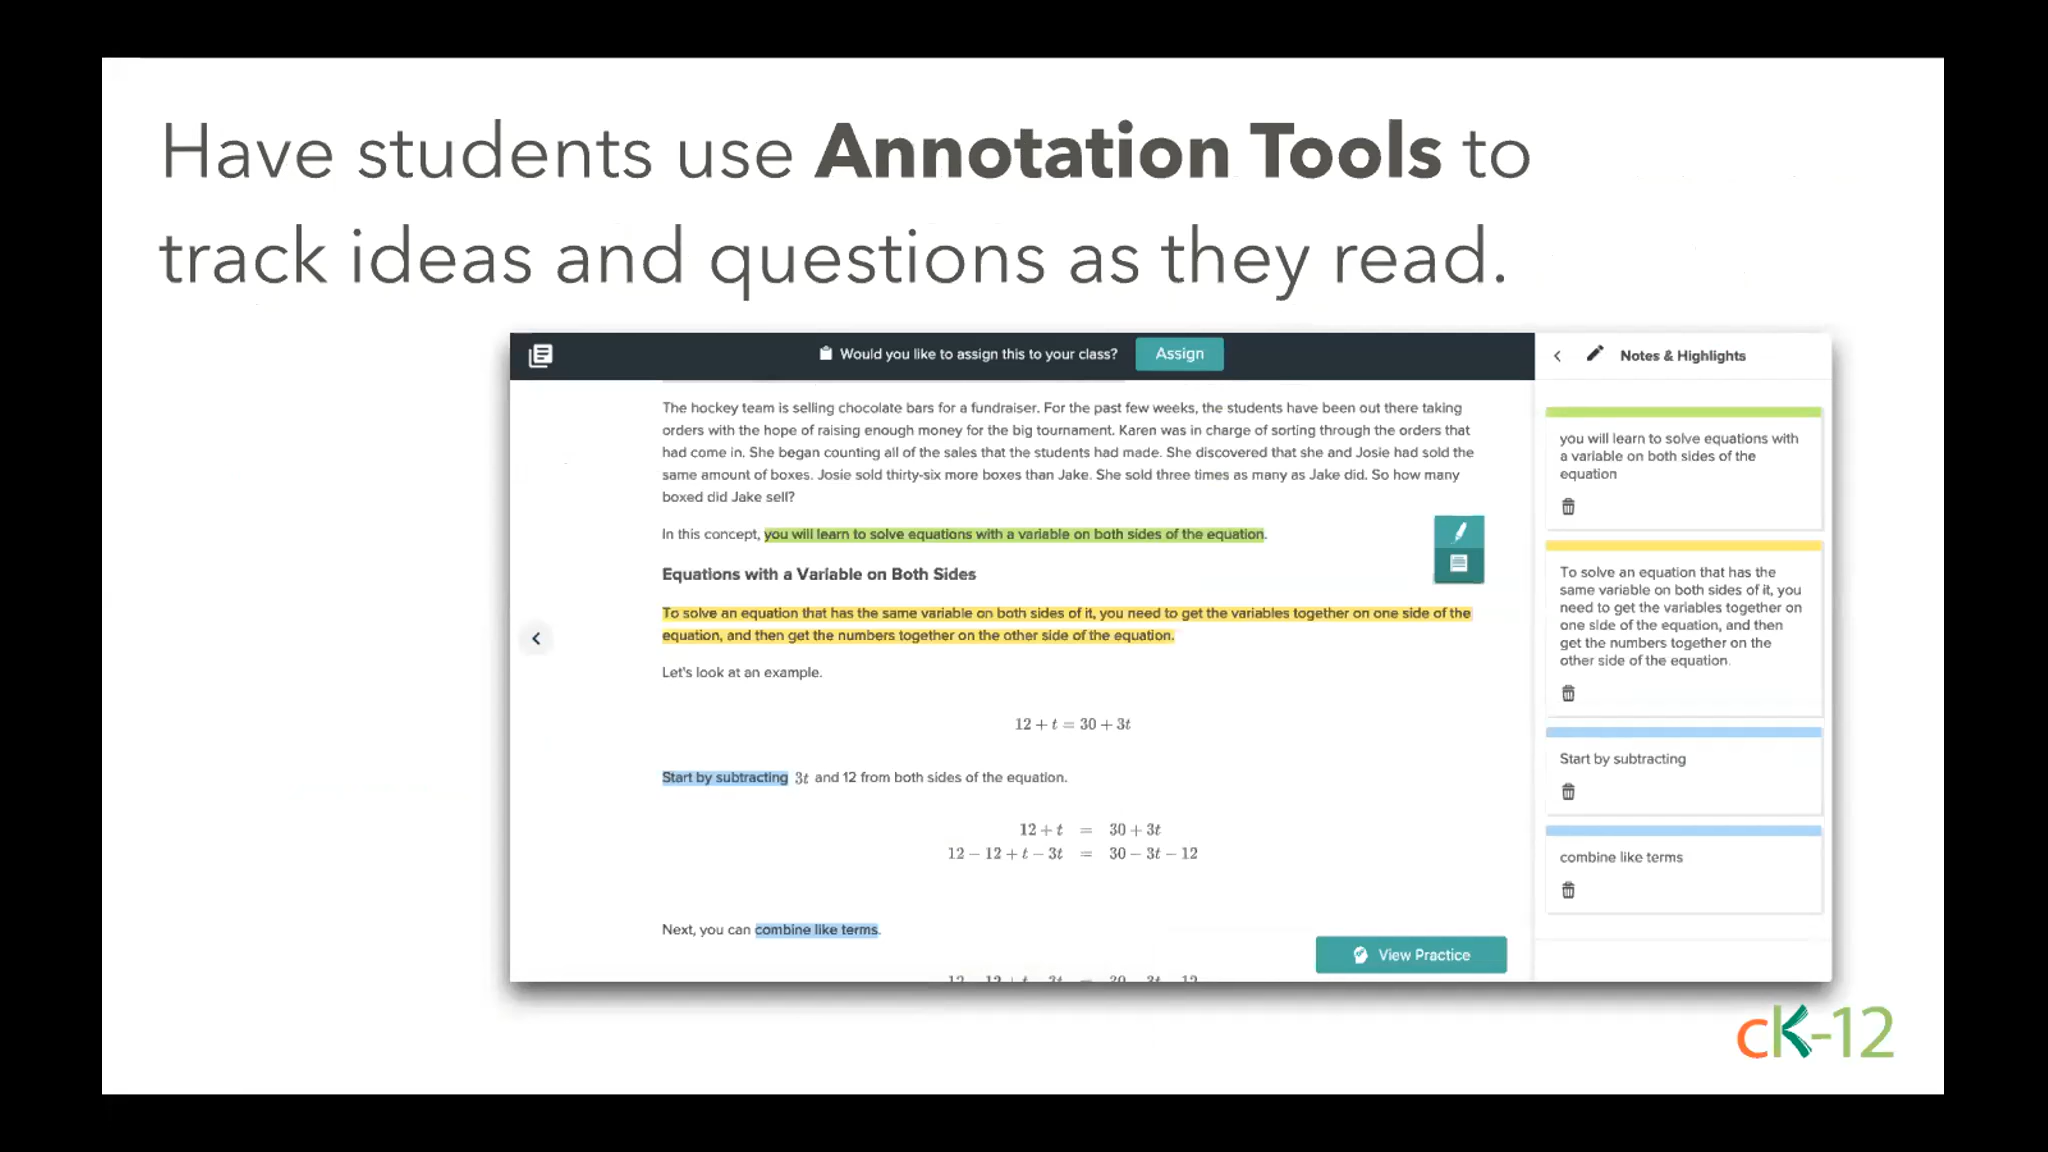 Have students use Annotation Tools to
track ideas and questions as they read.
Would you like to assign this to your class?
Assign
The hockey team is selling chocolate bars for a fundraiser. For the past few weeks, the students have been out there taking
orders with the hope of raising enough money for the big tournament. Karen was in charge of sorting through the orders that
had come in. She began counting all of the sales that the students had made. She discovered that she and Josie had sold the
same amount of boxes. Josie sold thirty-six more boxes than Jake. She sold three times as many as Jake did. So how many
boxed did Jake sell?
In this concept, you will learn to solve equations with a variable on both sides of the equation.
Equations with a Variable on Both Sides
To solve an equation that has the same variable on both sides of it, you need to get the variables together on one side of the
equation, and then get the numbers together on the other side of the equation.
Let's look at an example.
12 + t = 30 + 3t
Start by subtracting 3t and 12 from both sides of the equation.
12 + t = 30 + 3t
12 − 12 + t − 3t = 30 − 3t − 12
Next, you can combine like terms.
View Practice
Notes & Highlights
you will learn to solve equations with
a variable on both sides of the
equation
To solve an equation that has the
same variable on both sides of it, you
need to get the variables together on
one side of the equation, and then
get the numbers together on the
other side of the equation.
Start by subtracting
combine like terms
cK-12